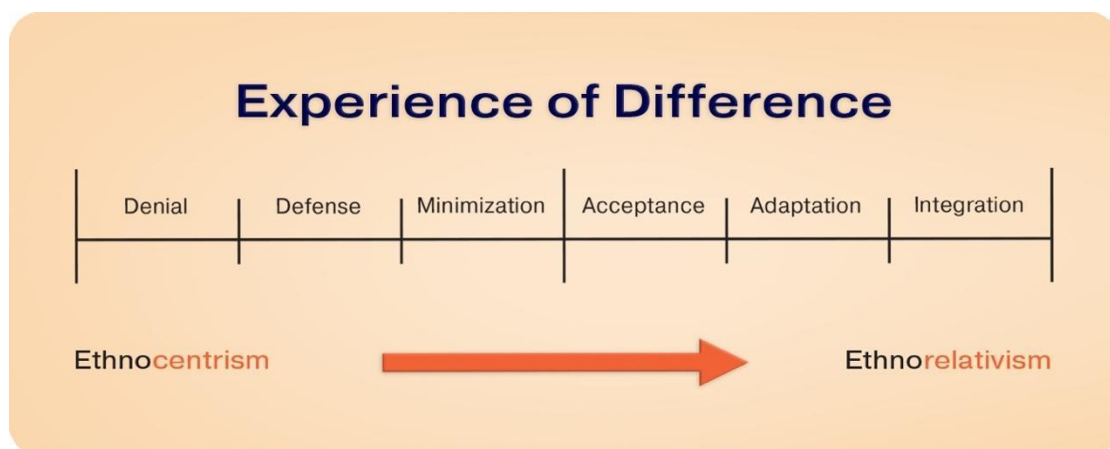 Experience of Difference
Denial Defense Minimization Acceptance Adaptation Integration
Ethnocentrism Ethnorelativism